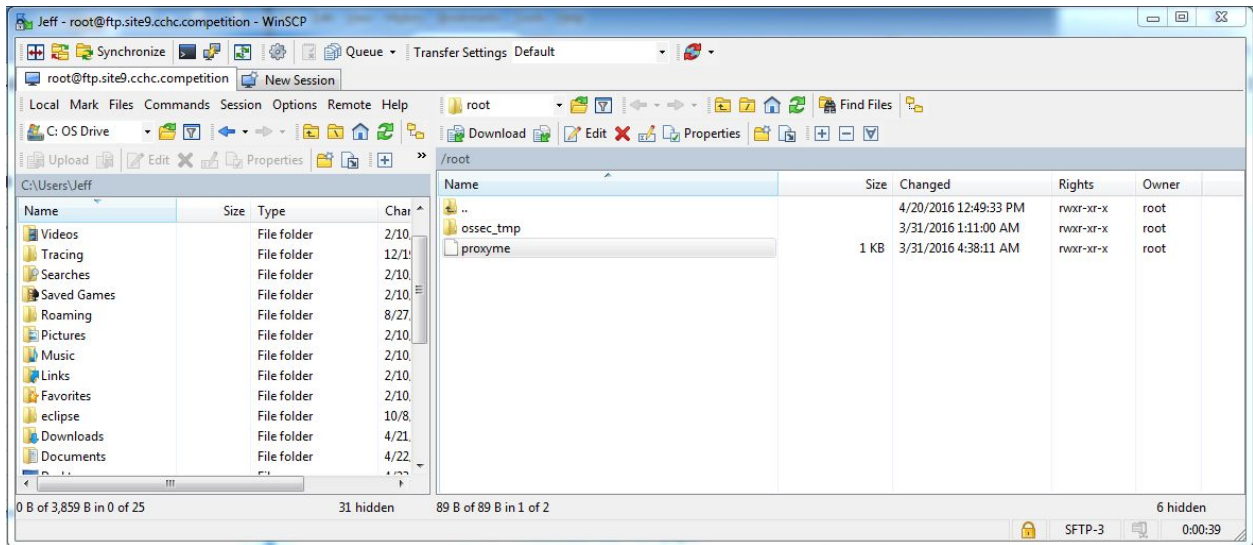 Jeff - root@ftp.site9.cchc.competition - WinSCP
Synchronize Queue Transfer Settings Default
root@ftp.site9.cchc.competition New Session
Local Mark Files Commands Session Options Remote Help
root Find Files
C: OS Drive
Download Edit Properties
Upload Edit Properties »
/root
C:\Users\Jeff
Name Size Changed Rights Owner
Name Size Type Char
.. 4/20/2016 12:49:33 PM rwxr-xr-x root
ossec_tmp 3/31/2016 1:11:00 AM rwxr-xr-x root
proxyme 1 KB 3/31/2016 4:38:11 AM rwxr-xr-x root
Videos File folder 2/10,
Tracing File folder
Searches File folder 2/10,
Saved Games File folder 2/10,
Roaming File folder 8/27,
Pictures File folder 2/10,
Music File folder 2/10,
Links File folder 2/10,
Favorites File folder 2/10,
eclipse File folder 10/8,
Downloads File folder 4/21,
Documents File folder 4/22,
0 B of 3,859 B in 0 of 25 31 hidden
89 B of 89 B in 1 of 2 6 hidden
SFTP-3 0:00:39